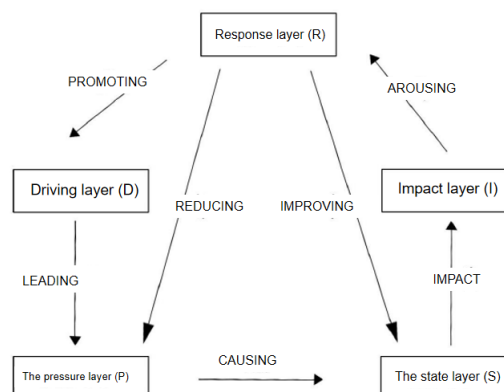 Response layer (R)
PROMOTING
AROUSING
Driving layer (D)
REDUCING
IMPROVING
Impact layer (I)
LEADING
IMPACT
CAUSING
The pressure layer (P)
The state layer (S)